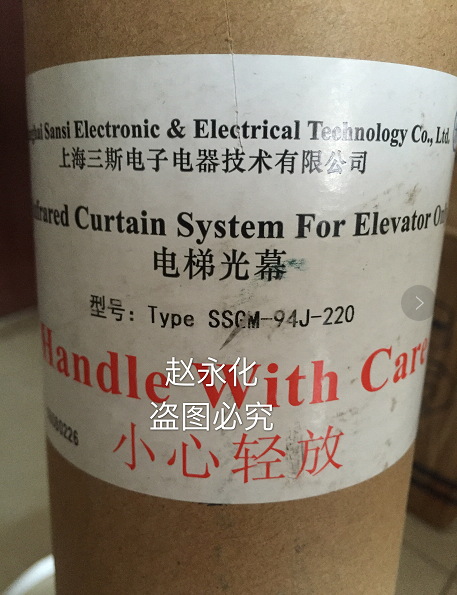 Sansi Electronic & Electrical Technology Co., Ltd.
上海三斯电子电器技术有限公司
Curtain System For Elevator
电梯光幕
型号: Type SSGM-94J-220
Handle With Care
赵永化
盗图必究
小心轻放